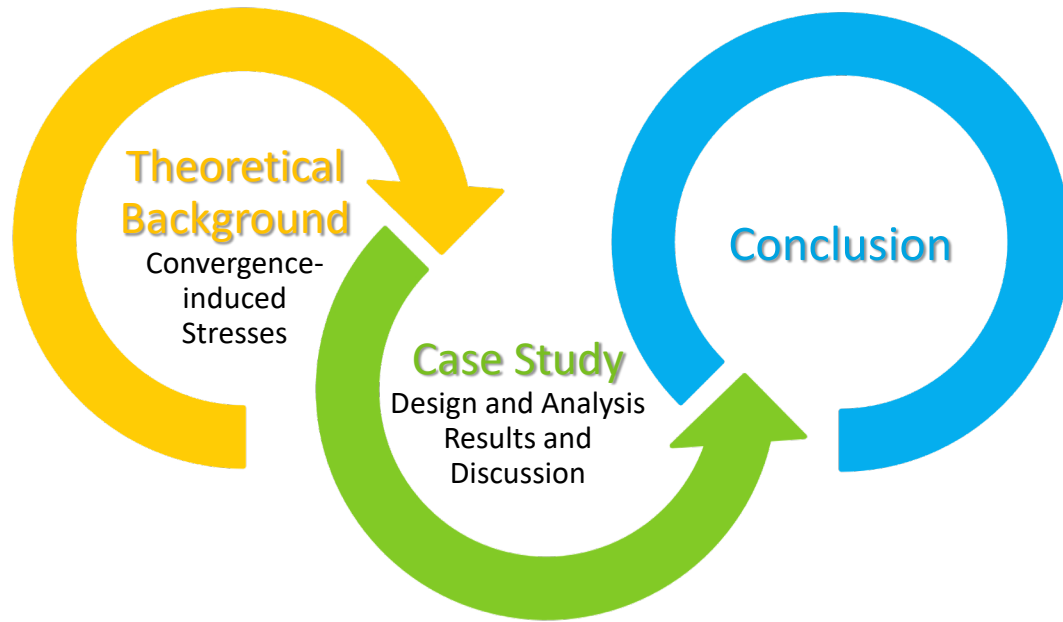 Theoretical
Background
Convergence-
induced
Stresses
Case Study
Design and Analysis
Results and
Discussion
Conclusion